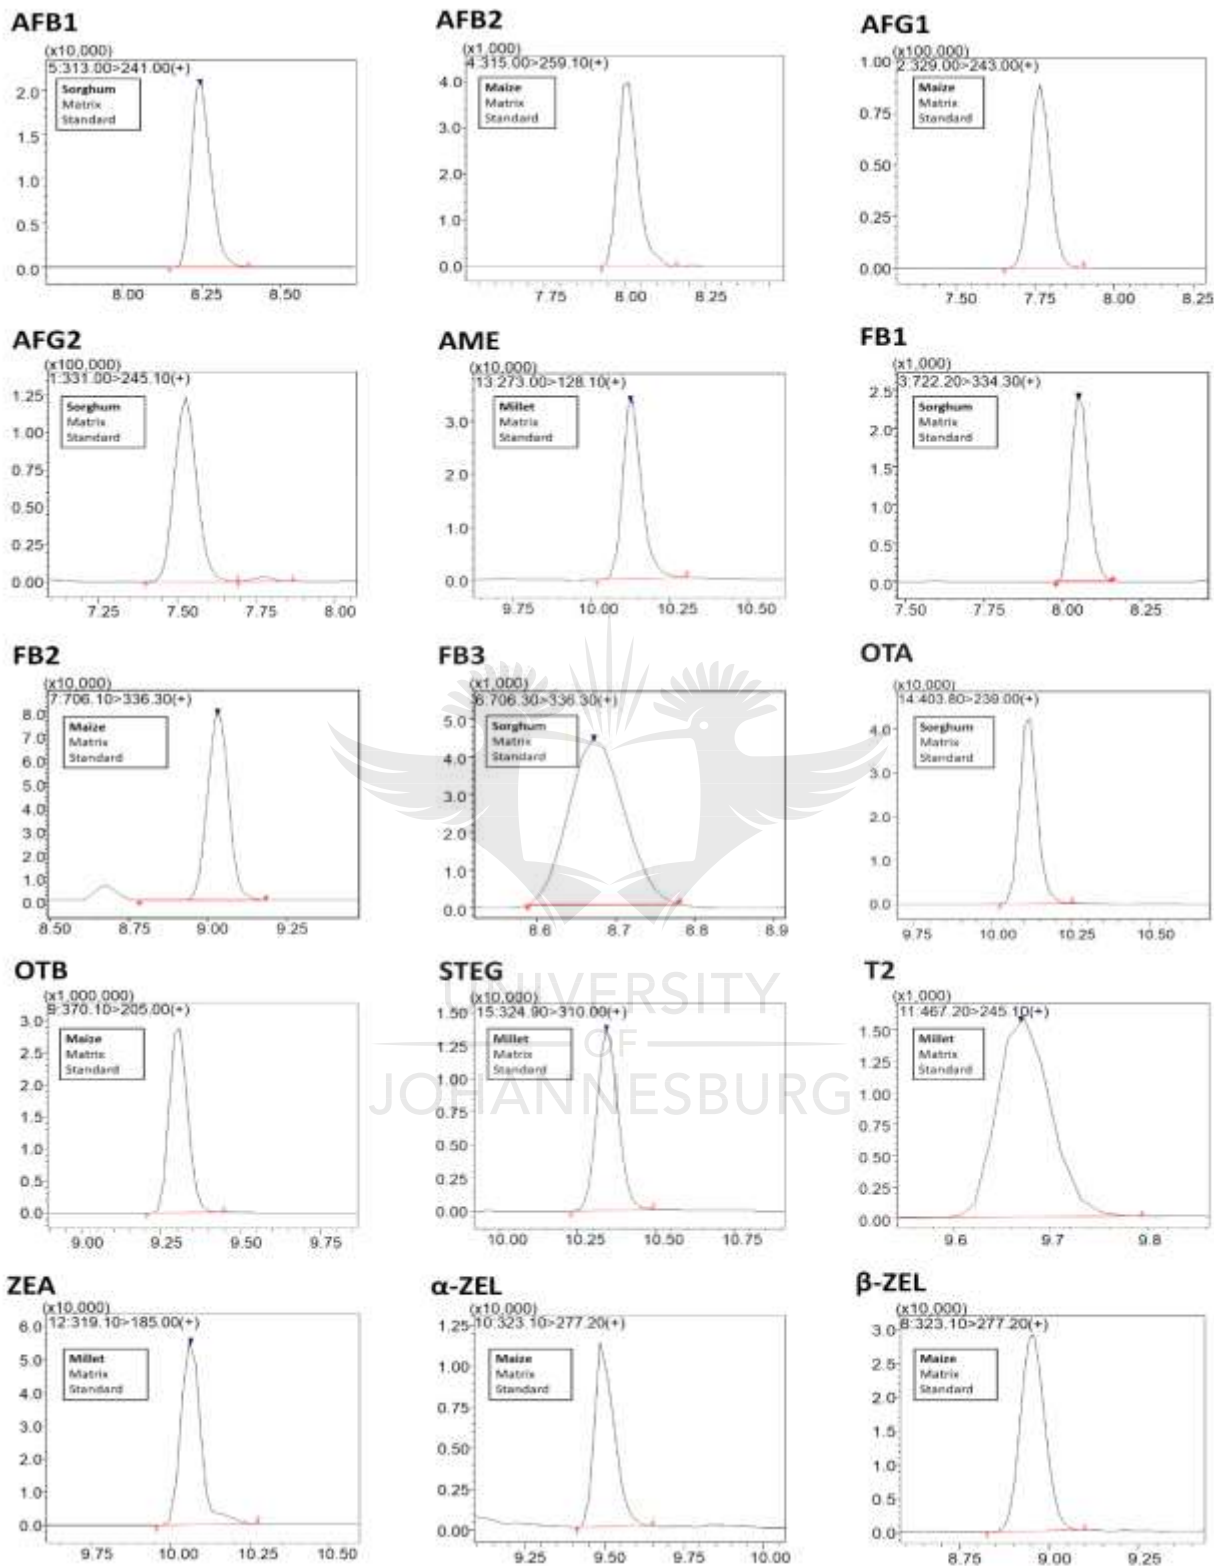 AFB1
(x10,000)
5:313.00>241.00(+)
Sorghum
Matrix
Standard
2.0
1.5
1.0
0.5
0.0
8.00 8.25 8.50
AFB2
(x1,000)
4:315.00>259.10(+)
Maize
Matrix
Standard
4.0
3.0
2.0
1.0
0.0
7.75 8.00 8.25
AFG1
(x100,000)
2:329.00>243.00(+)
Maize
Matrix
Standard
1.00
0.75
0.50
0.25
0.00
7.50 7.75 8.00 8.25
AFG2
(x100,000)
1:331.00>245.10(+)
Sorghum
Matrix
Standard
1.25
1.00
0.75
0.50
0.25
0.00
7.25 7.50 7.75 8.00
AME
(x10,000)
13:273.00>128.10(+)
Millet
Matrix
Standard
3.0
2.0
1.0
0.0
9.75 10.00 10.25 10.50
FB1
(x1,000)
3:722.20>334.30(+)
Sorghum
Matrix
Standard
2.5
2.0
1.5
1.0
0.5
0.0
7.50 7.75 8.00 8.25
FB2
(x10,000)
7:706.10>336.30(+)
Maize
Matrix
Standard
8.0
7.0
6.0
5.0
4.0
3.0
2.0
1.0
0.0
8.50 8.75 9.00 9.25
FB3
(x1,000)
6:706.30>336.30(+)
Sorghum
Matrix
Standard
5.0
4.0
3.0
2.0
1.0
0.0
8.6 8.7 8.8 8.9
OTA
(x10,000)
14:403.80>239.00(+)
Sorghum
Matrix
Standard
4.0
3.0
2.0
1.0
0.0
9.75 10.00 10.25 10.50
OTB
(x1,000,000)
9:370.10>205.00(+)
Maize
Matrix
Standard
3.0
2.5
2.0
1.5
1.0
0.5
0.0
9.00 9.25 9.50 9.75
STEG
(x10,000)
15:324.90>310.00(+)
Millet
Matrix
Standard
1.50
1.25
1.00
0.75
0.50
0.25
0.00
10.00 10.25 10.50 10.75
T2
(x1,000)
11:467.20>245.10(+)
Millet
Matrix
Standard
1.50
1.25
1.00
0.75
0.50
0.25
0.00
9.6 9.7 9.8
UNIVERSITY
OF
JOHANNESBURG
ZEA
(x10,000)
12:319.10>185.00(+)
Millet
Matrix
Standard
6.0
5.0
4.0
3.0
2.0
1.0
0.0
9.75 10.00 10.25 10.50
α-ZEL
(x10,000)
10:323.10>277.20(+)
Maize
Matrix
Standard
1.25
1.00
0.75
0.50
0.25
0.00
9.25 9.50 9.75 10.00
β-ZEL
(x10,000)
8:323.10>277.20(+)
Maize
Matrix
Standard
3.0
2.5
2.0
1.5
1.0
0.5
0.0
8.75 9.00 9.25